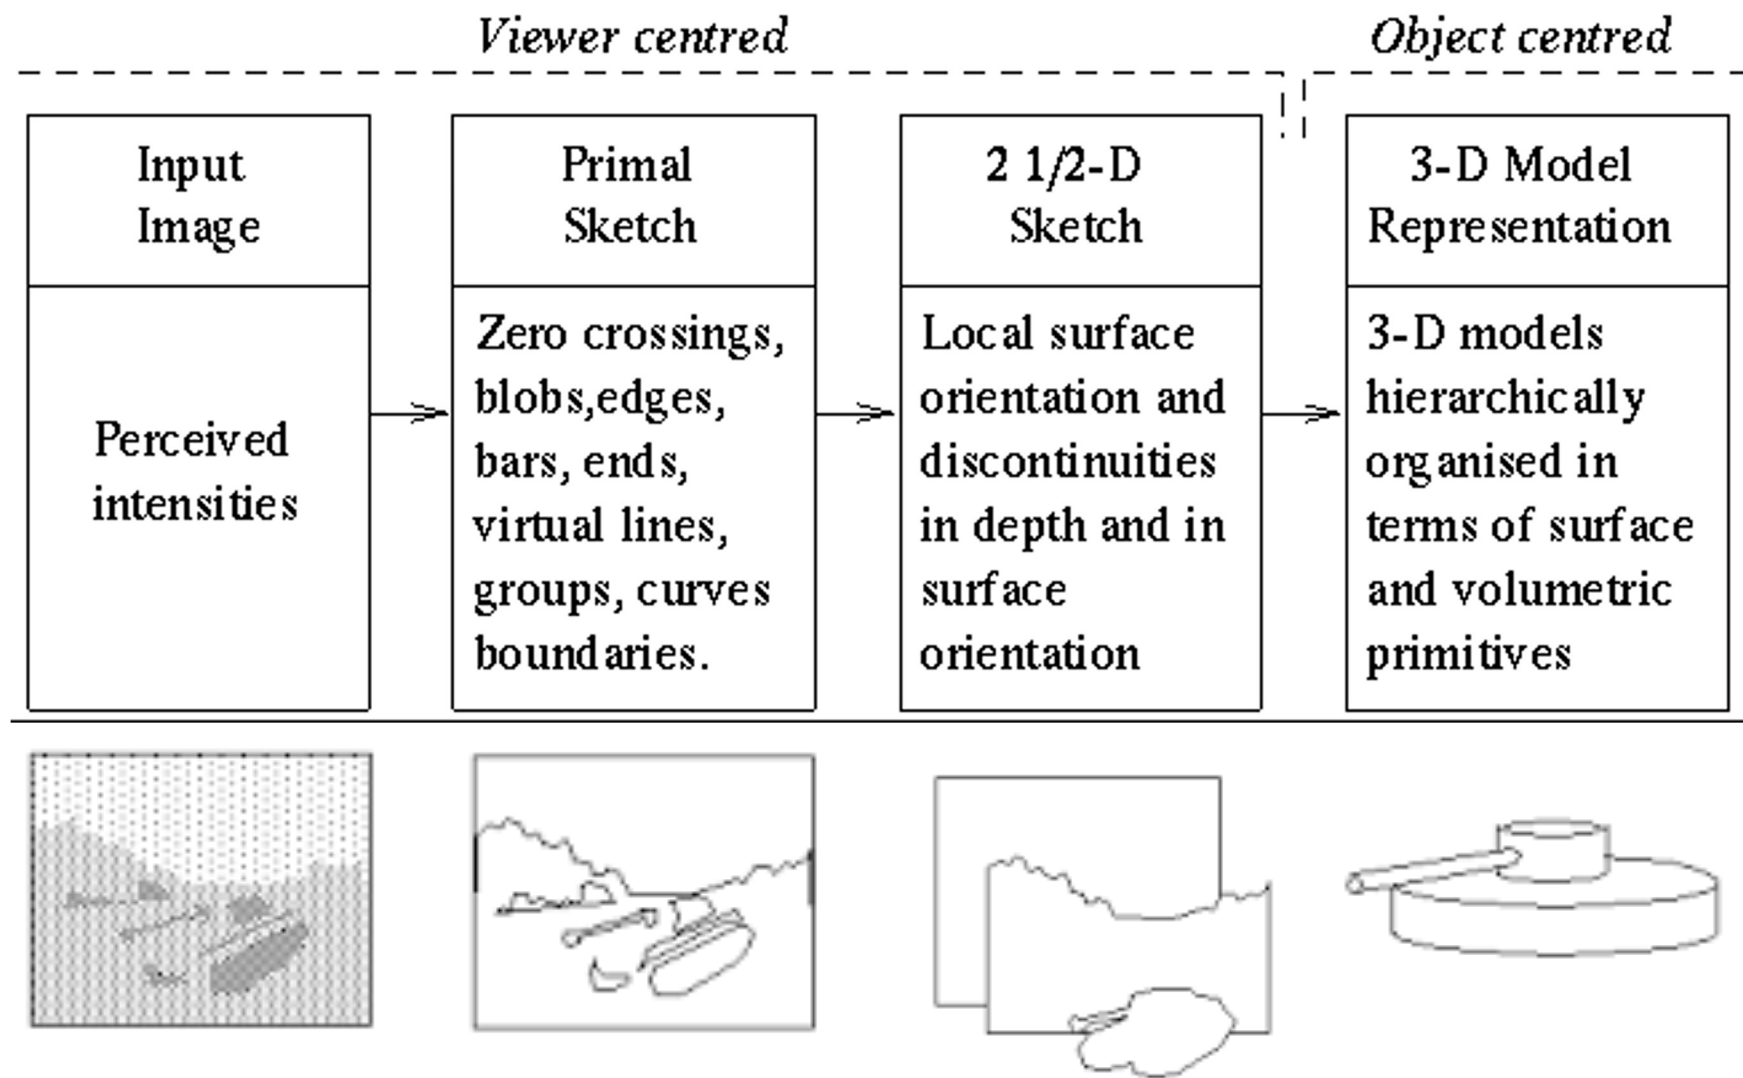 Viewer centred
Object centred
Input
Image
Perceived
intensities
Primal
Sketch
Zero crossings,
blobs,edges,
bars, ends,
virtual lines,
groups, curves
boundaries.
2 1/2-D
Sketch
Local surface
orientation and
discontinuities
in depth and in
surface
orientation
3-D Model
Representation
3-D models
hierarchically
organised in
terms of surface
and volumetric
primitives